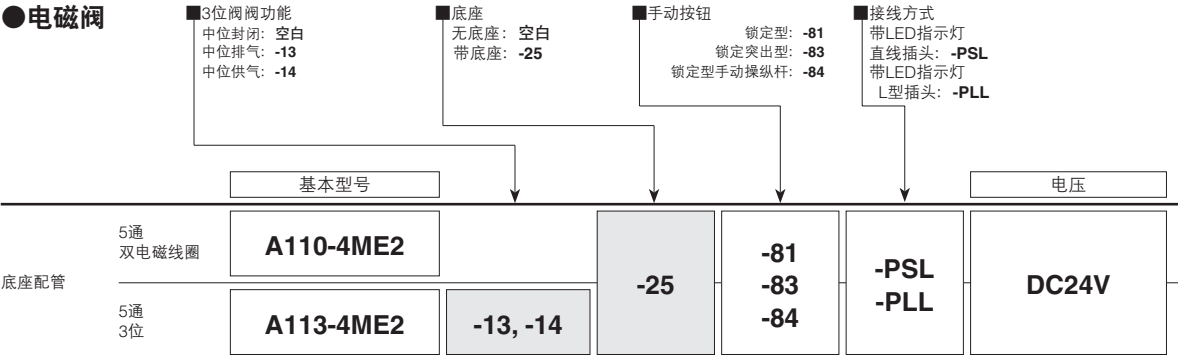 ●电磁阀
■3位阀阀功能
中位封闭：空白
中位排气：-13
中位供气：-14
■底座
无底座：空白
带底座：-25
■手动按钮
锁定型：-81
锁定突出型：-83
锁定型手动操纵杆：-84
■接线方式
带LED指示灯
直线插头：-PSL
带LED指示灯
L型插头：-PLL
基本型号
电压
底座配管
5通
双电磁线圈
A110-4ME2
5通
3位
A113-4ME2
-13, -14
-25
-81
-83
-84
-PSL
-PLL
DC24V